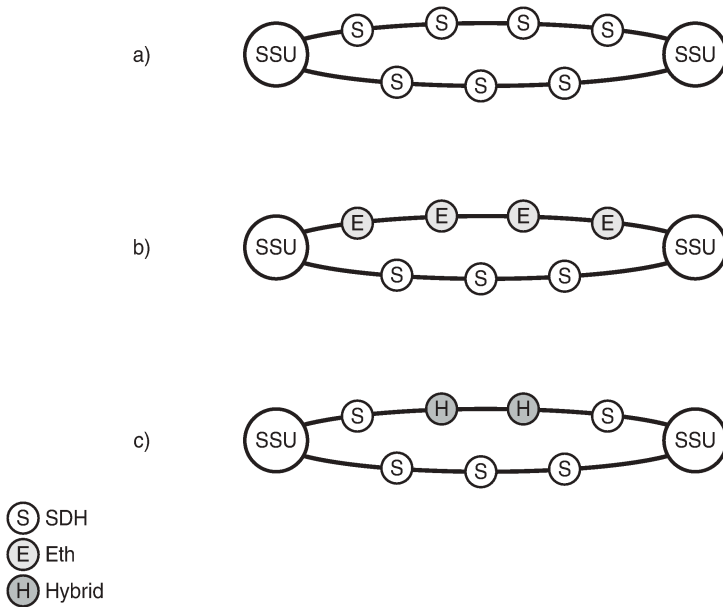 S S S S
a) SSU SSU
S S S
E E E E
b) SSU SSU
S S S
S H H S
c) SSU SSU
S S S
S SDH
E Eth
H Hybrid